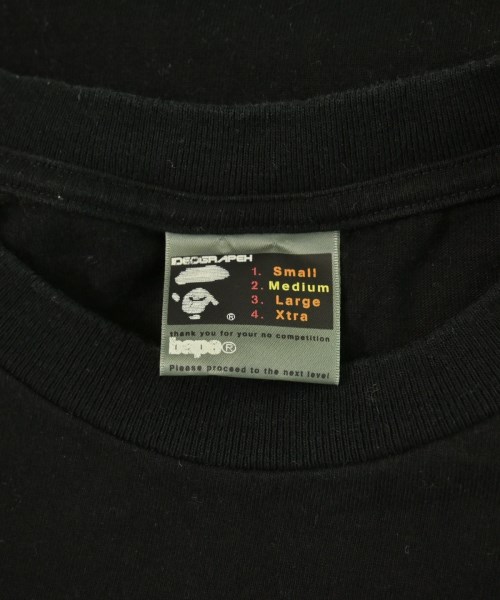 IDEOGRAPEH
1. Small
2. Medium
3. Large
4. Xtra
®
thank you for your no competition
bape®
Please proceed to the next level